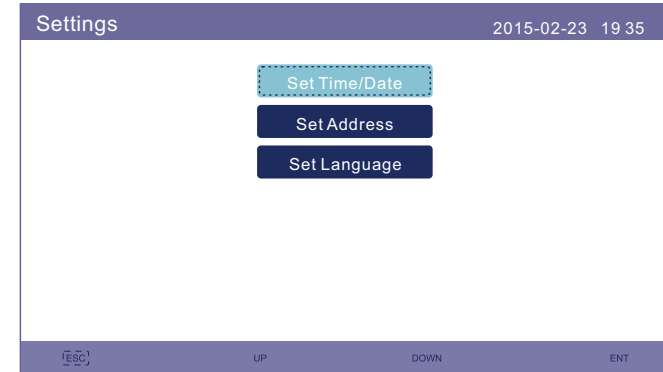 Settings 2015-02-23 19 35
Set Time/Date
Set Address
Set Language
ESC UP DOWN ENT